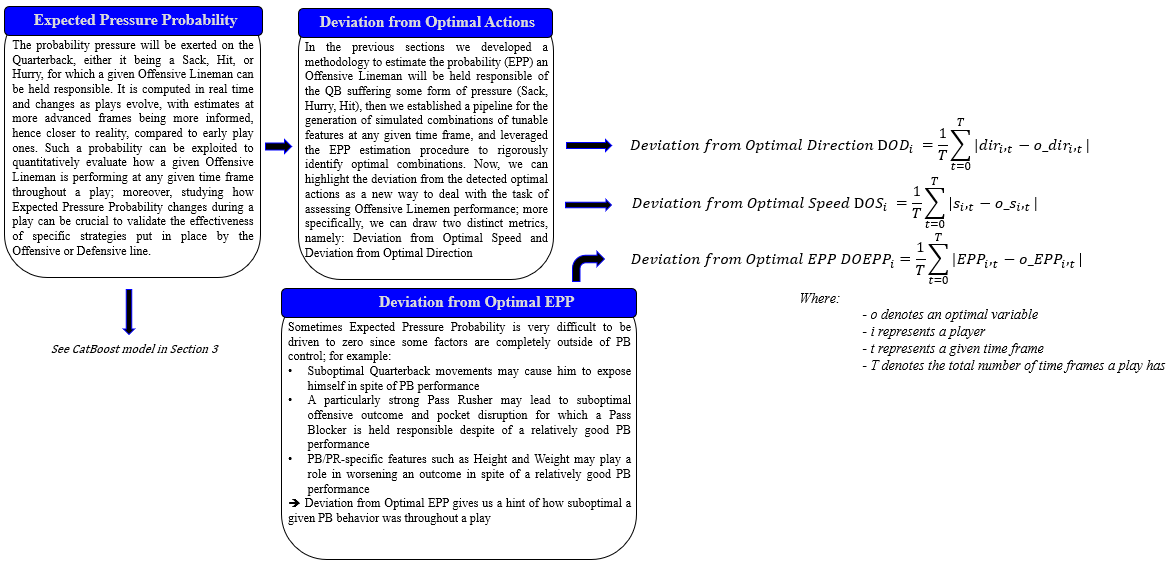 Expected Pressure Probability
The probability pressure will be exerted on the
Quarterback, either it being a Sack, Hit, or
Hurry, for which a given Offensive Lineman can
be held responsible. It is computed in real time
and changes as plays evolve, with estimates at
more advanced frames being more informed,
hence closer to reality, compared to early play
ones. Such a probability can be exploited to
quantitatively evaluate how a given Offensive
Lineman is performing at any given time frame
throughout a play; moreover, studying how
Expected Pressure Probability changes during a
play can be crucial to validate the effectiveness
of specific strategies put in place by the
Offensive or Defensive line.
See CatBoost model in Section 3
Deviation from Optimal Actions
In the previous sections we developed a
methodology to estimate the probability (EPP) an
Offensive Lineman will be held responsible of
the QB suffering some form of pressure (Sack,
Hurry, Hit), then we established a pipeline for the
generation of simulated combinations of tunable
features at any given time frame, and leveraged
the EPP estimation procedure to rigorously
identify optimal combinations. Now, we can
highlight the deviation from the detected optimal
actions as a new way to deal with the task of
assessing Offensive Linemen performance; more
specifically, we can draw two distinct metrics,
namely: Deviation from Optimal Speed and
Deviation from Optimal Direction
Deviation from Optimal EPP
Sometimes Expected Pressure Probability is very difficult to be
driven to zero since some factors are completely outside of PB
control; for example:
• Suboptimal Quarterback movements may cause him to expose
himself in spite of PB performance
• A particularly strong Pass Rusher may lead to suboptimal
offensive outcome and pocket disruption for which a Pass
Blocker is held responsible despite of a relatively good PB
performance
• PB/PR-specific features such as Height and Weight may play a
role in worsening an outcome in spite of a relatively good PB
performance
➔ Deviation from Optimal EPP gives us a hint of how suboptimal a
given PB behavior was throughout a play
Deviation from Optimal Direction DOD_i = 1/T ∑_{t=0}^{T} |dir_{i,t} − o_dir_{i,t}|
Deviation from Optimal Speed DOS_i = 1/T ∑_{t=0}^{T} |s_{i,t} − o_s_{i,t}|
Deviation from Optimal EPP DOEPP_i = 1/T ∑_{t=0}^{T} |EPP_{i,t} − o_EPP_{i,t}|
Where:
- o denotes an optimal variable
- i represents a player
- t represents a given time frame
- T denotes the total number of time frames a play has